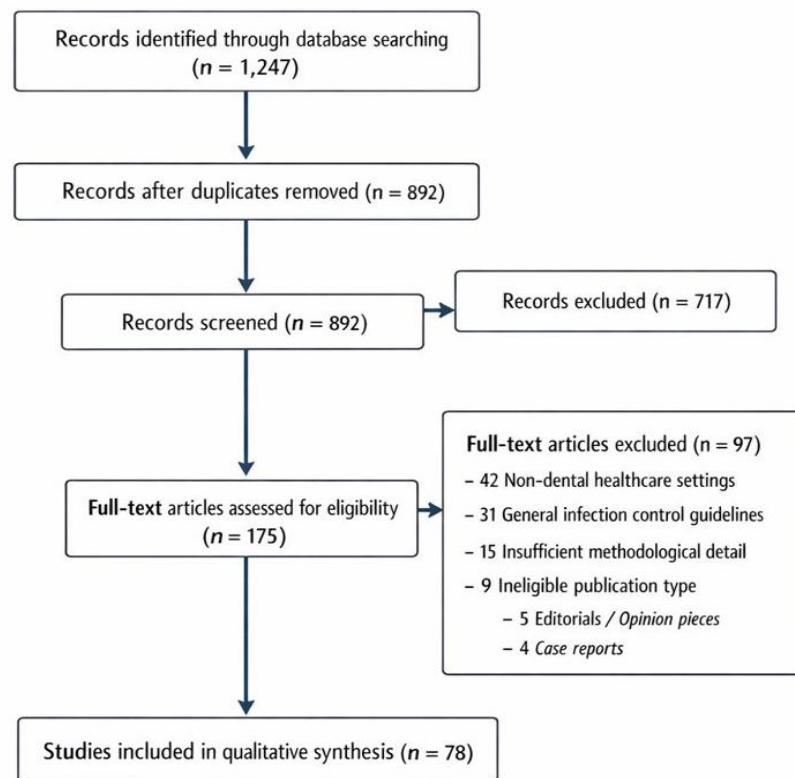 Records identified through database searching
(n = 1,247)
Records after duplicates removed (n = 892)
Records screened (n = 892)
Records excluded (n = 717)
Full-text articles assessed for eligibility
(n = 175)
Full-text articles excluded (n = 97)
– 42 Non-dental healthcare settings
– 31 General infection control guidelines
– 15 Insufficient methodological detail
– 9 Ineligible publication type
– 5 Editorials / Opinion pieces
– 4 Case reports
Studies included in qualitative synthesis (n = 78)